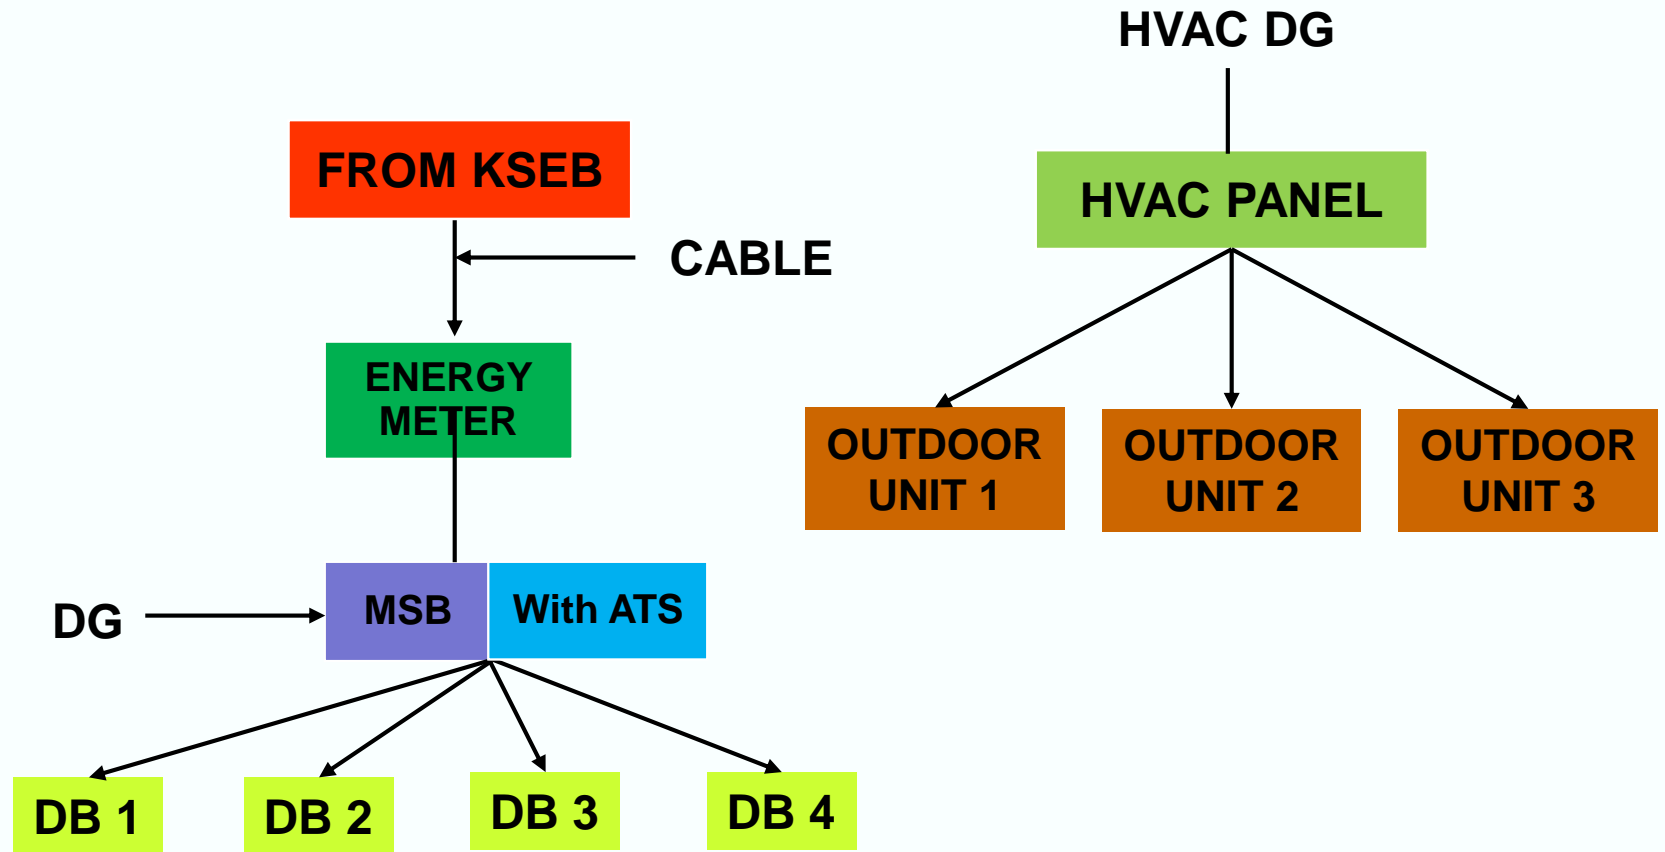 HVAC DG
FROM KSEB
HVAC PANEL
CABLE
ENERGY
METER
OUTDOOR
UNIT 1
OUTDOOR
UNIT 2
OUTDOOR
UNIT 3
DG
MSB
With ATS
DB 1
DB 2
DB 3
DB 4